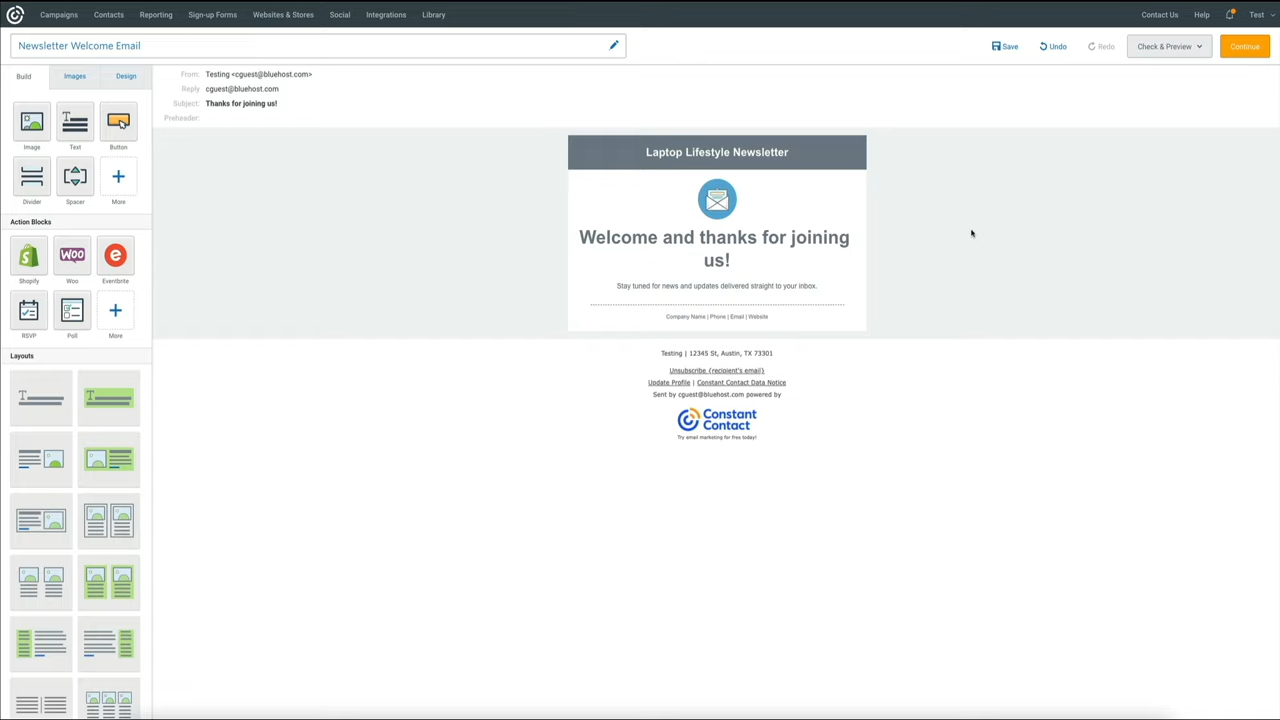 Campaigns Contacts Reporting Sign-up Forms Websites & Stores Social Integrations Library Contact Us Help Test
Newsletter Welcome Email Save Undo Redo Check & Preview Continue
Build Images Design
From: Testing <cguest@bluehost.com>
Reply cguest@bluehost.com
Subject: Thanks for joining us!
Preheader:
Image Text Button
Divider Spacer More
Action Blocks
Shopify Woo Eventbrite
RSVP Poll More
Layouts
Laptop Lifestyle Newsletter
Welcome and thanks for joining
us!
Stay tuned for news and updates delivered straight to your inbox.
Company Name | Phone | Email | Website
Testing | 12345 St, Austin, TX 73301
Unsubscribe {recipient's email}
Update Profile | Constant Contact Data Notice
Sent by cguest@bluehost.com powered by
Constant
Contact
Try email marketing for free today!